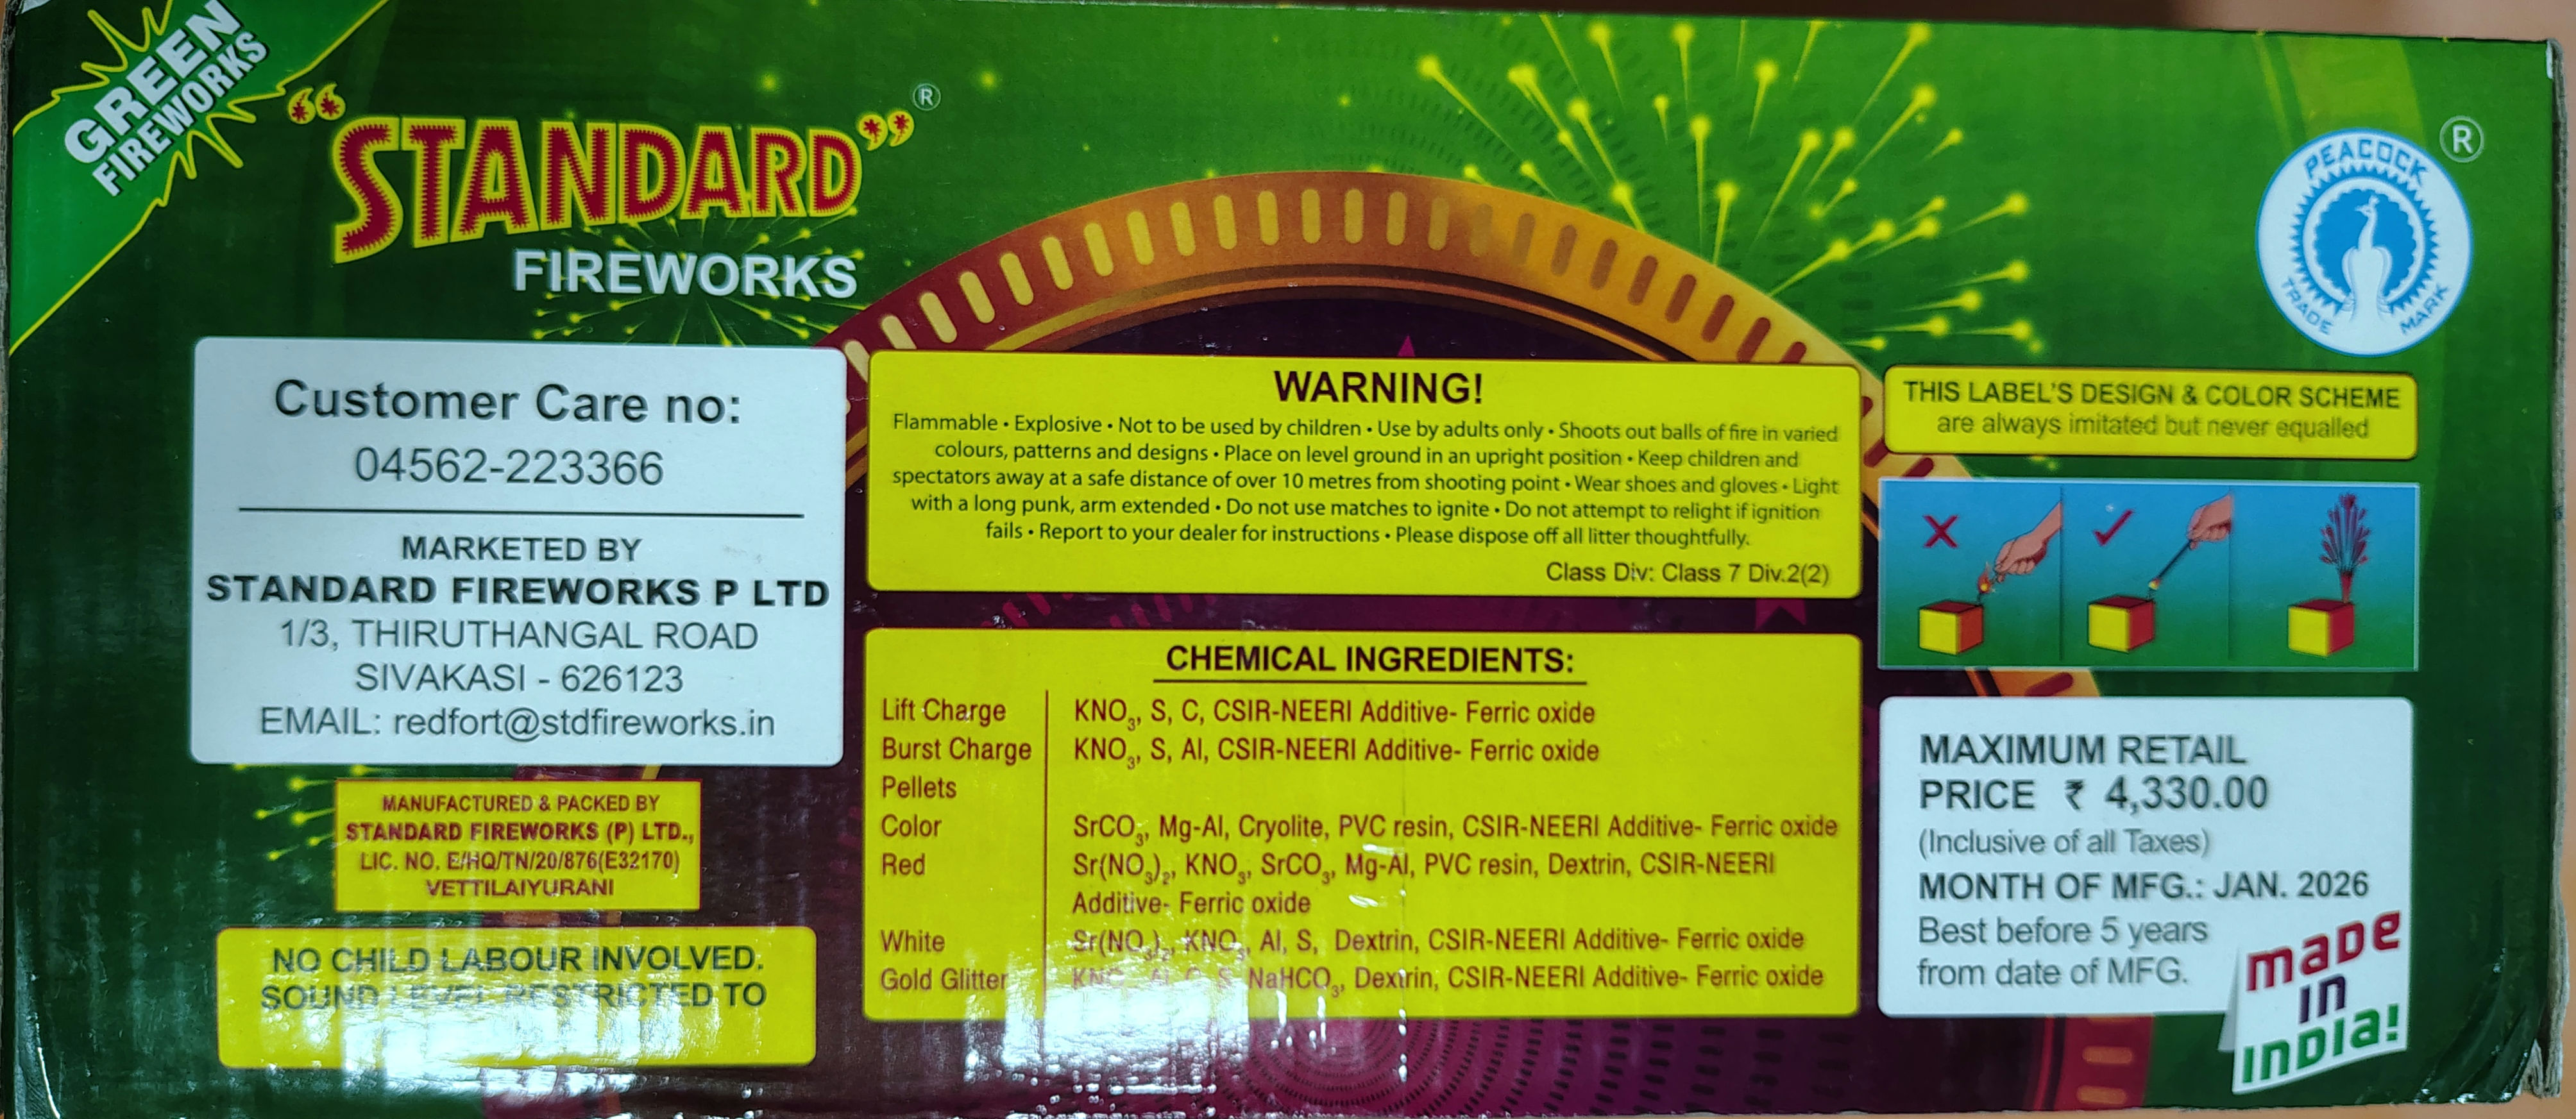 GREEN
FIREWORKS
“STANDARD” ®
FIREWORKS
PEACOCK ®
TRADE MARK
Customer Care no:
04562-223366
MARKETED BY
STANDARD FIREWORKS P LTD
1/3, THIRUTHANGAL ROAD
SIVAKASI - 626123
EMAIL: redfort@stdfireworks.in
MANUFACTURED & PACKED BY
STANDARD FIREWORKS (P) LTD.,
LIC. NO. E/HQ/TN/20/876(E32170)
VETTILAIYURANI
NO CHILD LABOUR INVOLVED.
SOUND LEVEL RESTRICTED TO
WARNING!
Flammable • Explosive • Not to be used by children • Use by adults only • Shoots out balls of fire in varied
colours, patterns and designs • Place on level ground in an upright position • Keep children and
spectators away at a safe distance of over 10 metres from shooting point • Wear shoes and gloves • Light
with a long punk, arm extended • Do not use matches to ignite • Do not attempt to relight if ignition
fails • Report to your dealer for instructions • Please dispose off all litter thoughtfully.
Class Div: Class 7 Div.2(2)
CHEMICAL INGREDIENTS:
Lift Charge KNO₃, S, C, CSIR-NEERI Additive- Ferric oxide
Burst Charge KNO₃, S, Al, CSIR-NEERI Additive- Ferric oxide
Pellets
Color SrCO₃, Mg-Al, Cryolite, PVC resin, CSIR-NEERI Additive- Ferric oxide
Red Sr(NO₃)₂, KNO₃, SrCO₃, Mg-Al, PVC resin, Dextrin, CSIR-NEERI
Additive- Ferric oxide
White Sr(NO₃)₂, KNO₃, Al, S, Dextrin, CSIR-NEERI Additive- Ferric oxide
Gold Glitter NaHCO₃, Dextrin, CSIR-NEERI Additive- Ferric oxide
THIS LABEL'S DESIGN & COLOR SCHEME
are always imitated but never equalled
MAXIMUM RETAIL
PRICE ₹ 4,330.00
(Inclusive of all Taxes)
MONTH OF MFG.: JAN. 2026
Best before 5 years
from date of MFG.
made
in
india!